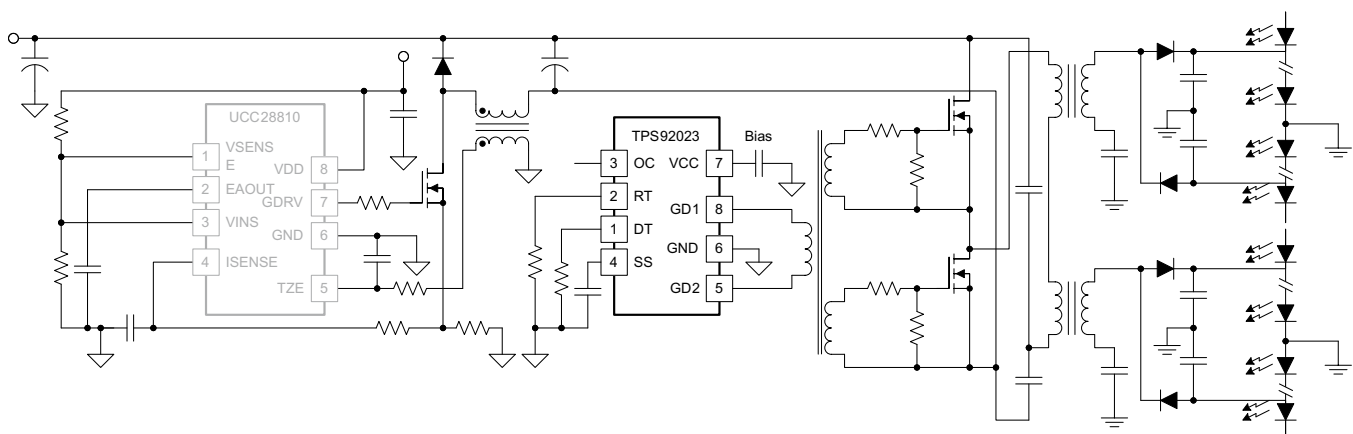 UCC28810
1
VSENS
E
VDD
8
2
EAOUT
GDRV
7
3
VINS
GND
6
4
ISENSE
TZE
5
TPS92023
3
OC
VCC
7
2
RT
GD1
8
1
DT
GND
6
4
SS
GD2
5
Bias